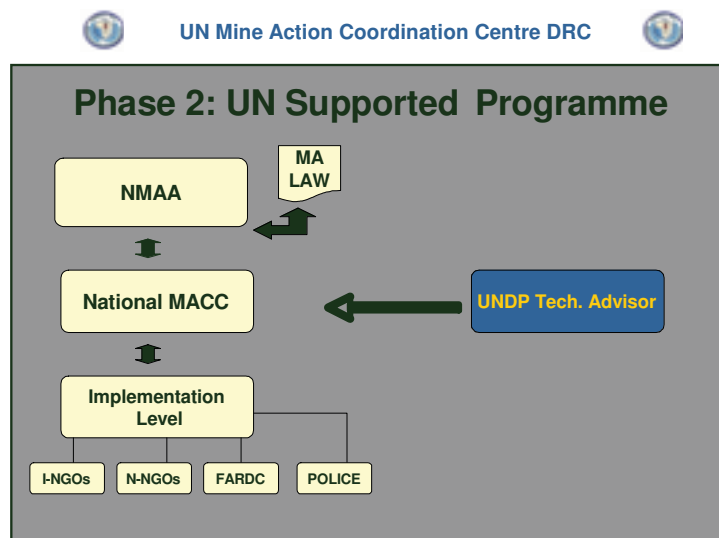 UN Mine Action Coordination Centre DRC
Phase 2: UN Supported Programme
MA
LAW
NMAA
National MACC
UNDP Tech. Advisor
Implementation
Level
I-NGOs
N-NGOs
FARDC
POLICE